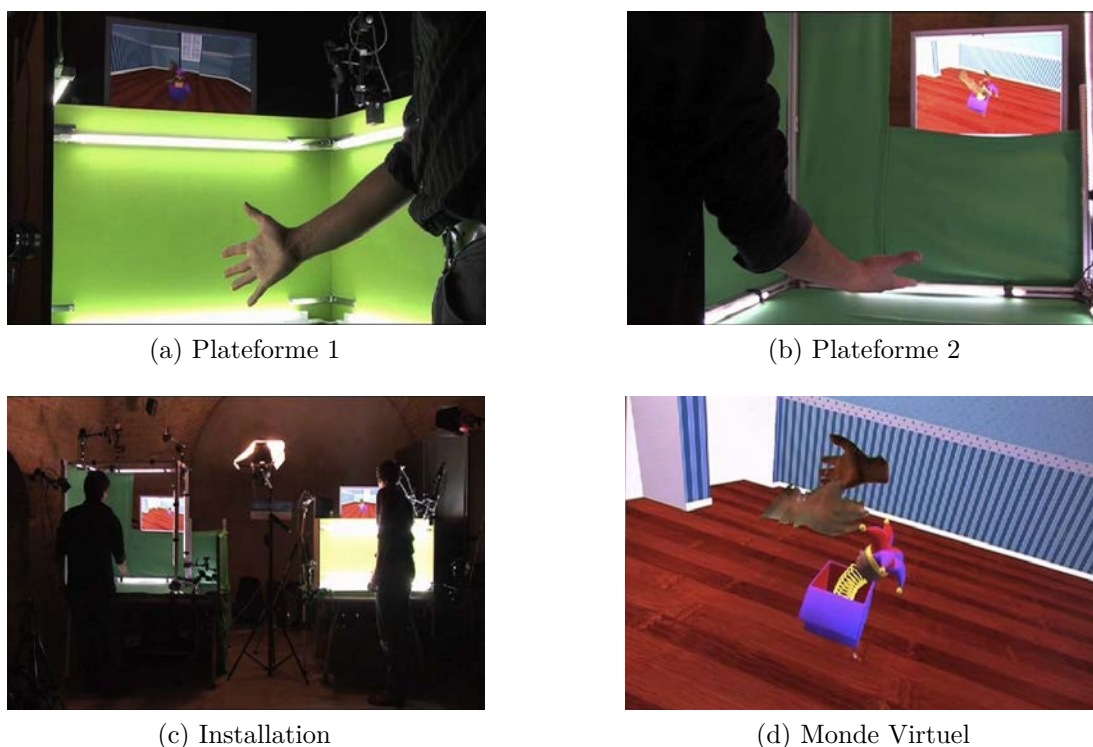 (a) Plateforme 1
(b) Plateforme 2
(c) Installation
(d) Monde Virtuel